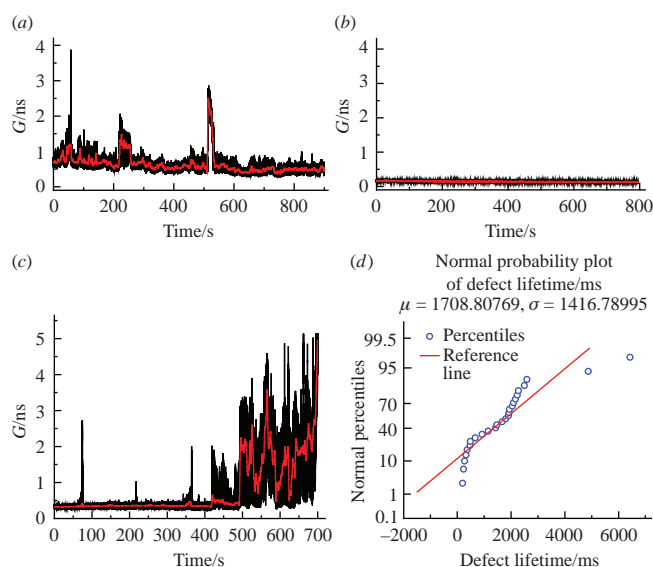 (a)
4
3
2
1
0
G/ns
0 200 400 600 800
Time/s
(b)
4
3
2
1
0
G/ns
0 200 400 600 800
Time/s
(c)
5
4
3
2
1
0
G/ns
0 100 200 300 400 500 600 700
Time/s
(d)
Normal probability plot
of defect lifetime/ms
μ = 1708.80769, σ = 1416.78995
99.5
95
70
40
10
1
0.1
Normal percentiles
Percentiles
Reference
line
−2000 0 2000 4000 6000
Defect lifetime/ms